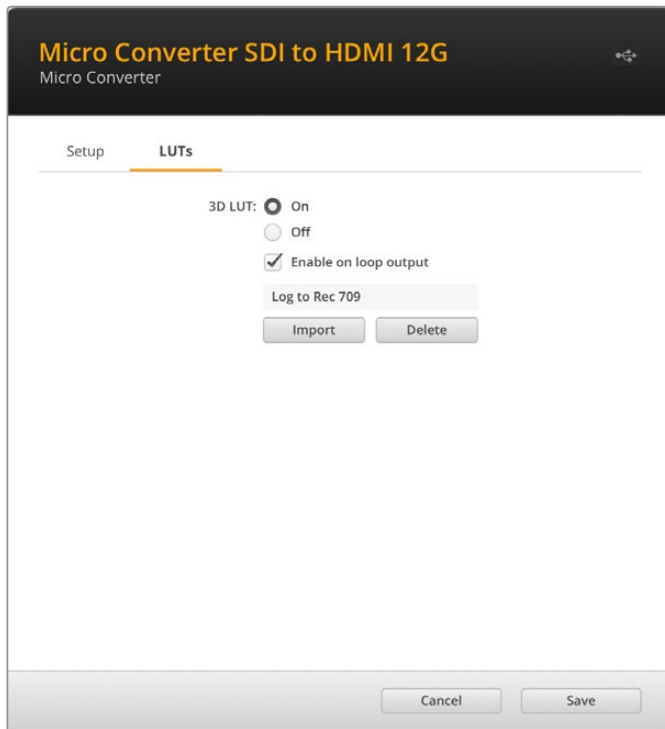 Micro Converter SDI to HDMI 12G
Micro Converter
Setup LUTs
3D LUT: On
Off
Enable on loop output
Log to Rec 709
Import Delete
Cancel Save